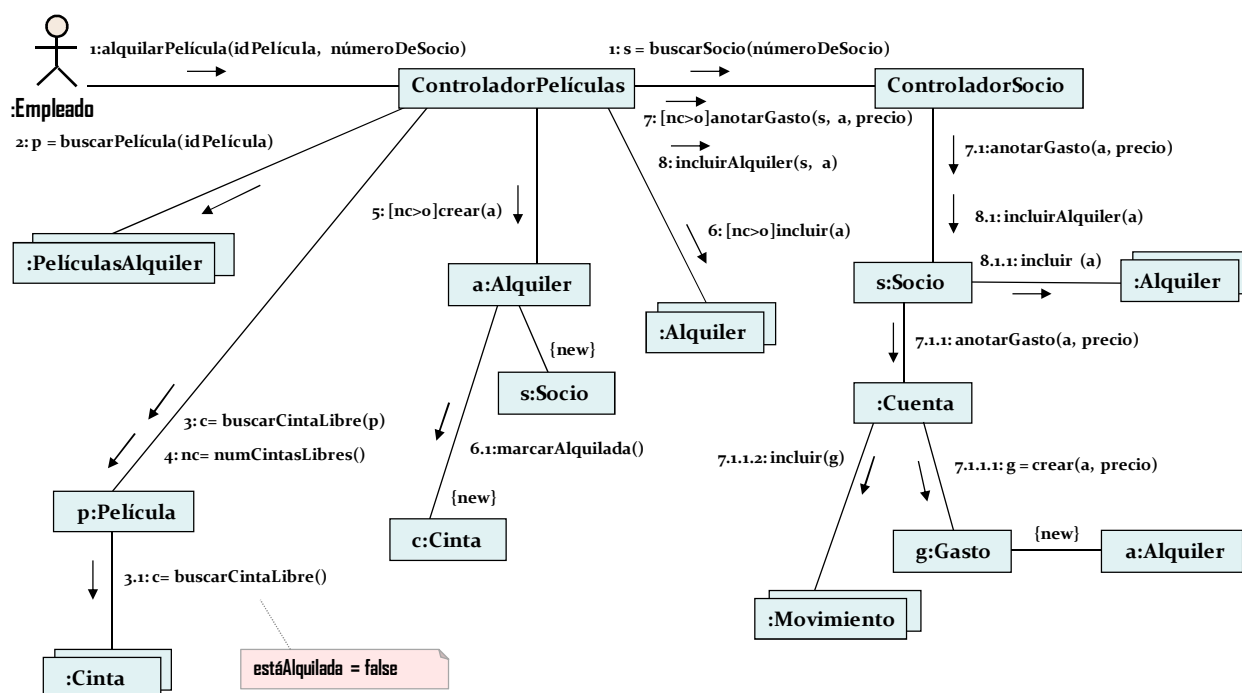 1:alquilarPelícula(idPelícula, númeroDeSocio)
1: s = buscarSocio(númeroDeSocio)
ControladorPelículas
ControladorSocio
:Empleado
2: p = buscarPelícula(idPelícula)
7: [nc>0]anotarGasto(s, a, precio)
8: incluirAlquiler(s, a)
7.1:anotarGasto(a, precio)
5: [nc>0]crear(a)
6: [nc>0]incluir(a)
8.1: incluirAlquiler(a)
:PelículasAlquiler
8.1.1: incluir (a)
a:Alquiler
s:Socio
:Alquiler
:Alquiler
{new}
7.1.1: anotarGasto(a, precio)
s:Socio
:Cuenta
3: c= buscarCintaLibre(p)
4: nc= numCintasLibres()
6.1:marcarAlquilada()
7.1.1.2: incluir(g)
7.1.1.1: g = crear(a, precio)
{new}
p:Película
c:Cinta
g:Gasto
{new}
a:Alquiler
3.1: c= buscarCintaLibre()
:Movimiento
estáAlquilada = false
:Cinta